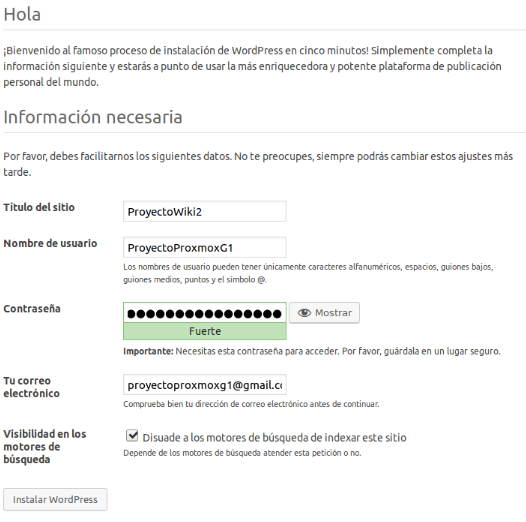 Hola
¡Bienvenido al famoso proceso de instalación de WordPress en cinco minutos! Simplemente completa la
información siguiente y estarás a punto de usar la más enriquecedora y potente plataforma de publicación
personal del mundo.
Información necesaria
Por favor, debes facilitarnos los siguientes datos. No te preocupes, siempre podrás cambiar estos ajustes más
tarde.
Título del sitio
ProyectoWiki2
Nombre de usuario
ProyectoProxmoxG1
Los nombres de usuario pueden tener únicamente caracteres alfanuméricos, espacios, guiones bajos,
guiones medios, puntos y el símbolo @.
Contraseña
Mostrar
Fuerte
Importante: Necesitas esta contraseña para acceder. Por favor, guárdala en un lugar seguro.
Tu correo
electrónico
proyectoproxmoxg1@gmail.c
Comprueba bien tu dirección de correo electrónico antes de continuar.
Visibilidad en los
motores de
búsqueda
Disuade a los motores de búsqueda de indexar este sitio
Depende de los motores de búsqueda atender esta petición o no.
Instalar WordPress